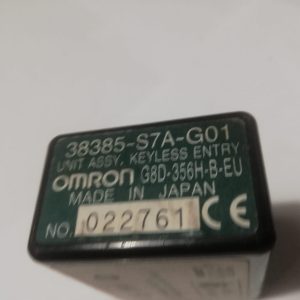 38385-S7A-G01
UNIT ASSY. KEYLESS ENTRY
OMRON G8D-356H-B-EU
MADE IN JAPAN
NO. 022761 CE